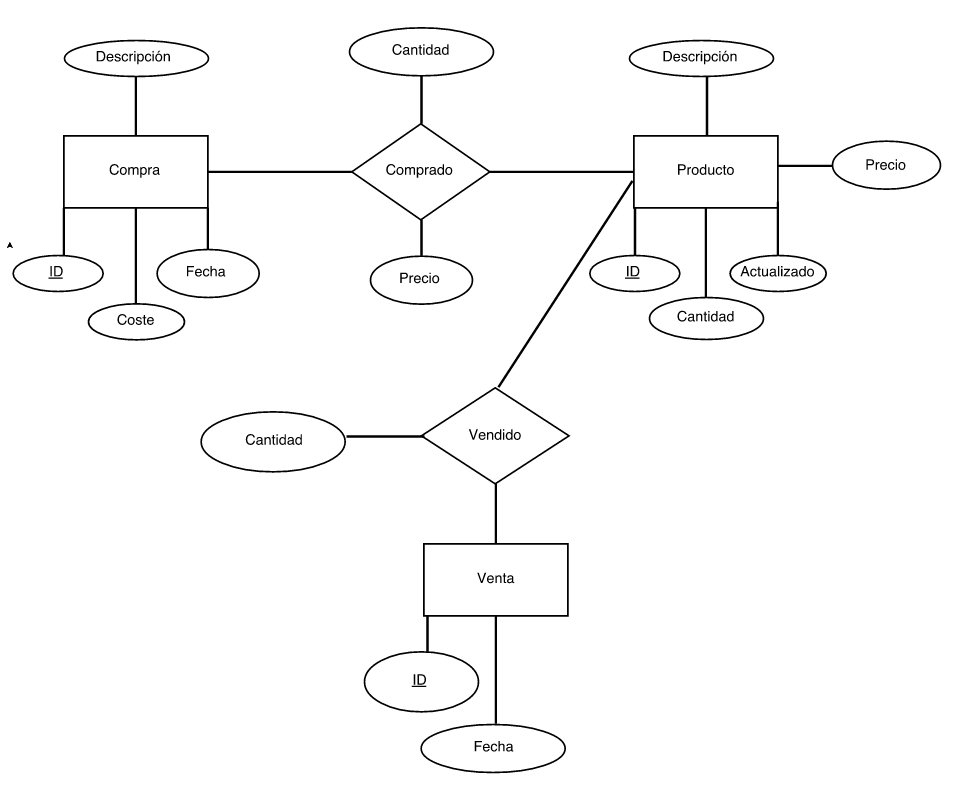 Descripción
Cantidad
Descripción
Compra
Comprado
Producto
Precio
ID
Fecha
Precio
ID
Actualizado
Coste
Cantidad
Cantidad
Vendido
Venta
ID
Fecha